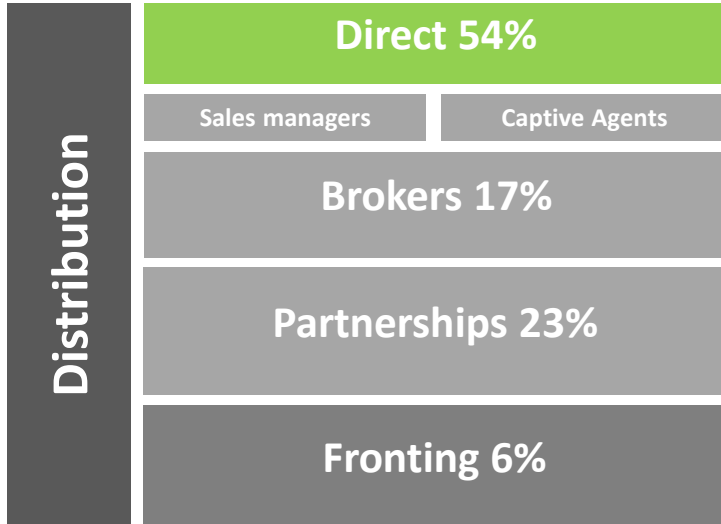 Distribution
Direct 54%
Sales managers
Captive Agents
Brokers 17%
Partnerships 23%
Fronting 6%